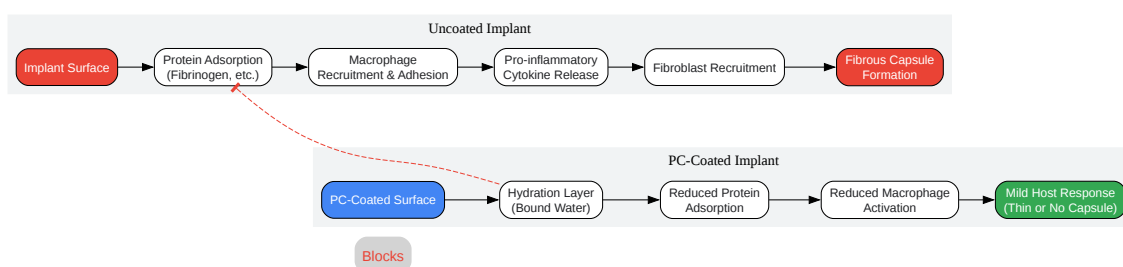 Uncoated Implant
Implant Surface
Protein Adsorption
(Fibrinogen, etc.)
Macrophage
Recruitment & Adhesion
Pro-inflammatory
Cytokine Release
Fibroblast Recruitment
Fibrous Capsule
Formation
PC-Coated Implant
PC-Coated Surface
Hydration Layer
(Bound Water)
Reduced Protein
Adsorption
Reduced Macrophage
Activation
Mild Host Response
(Thin or No Capsule)
Blocks